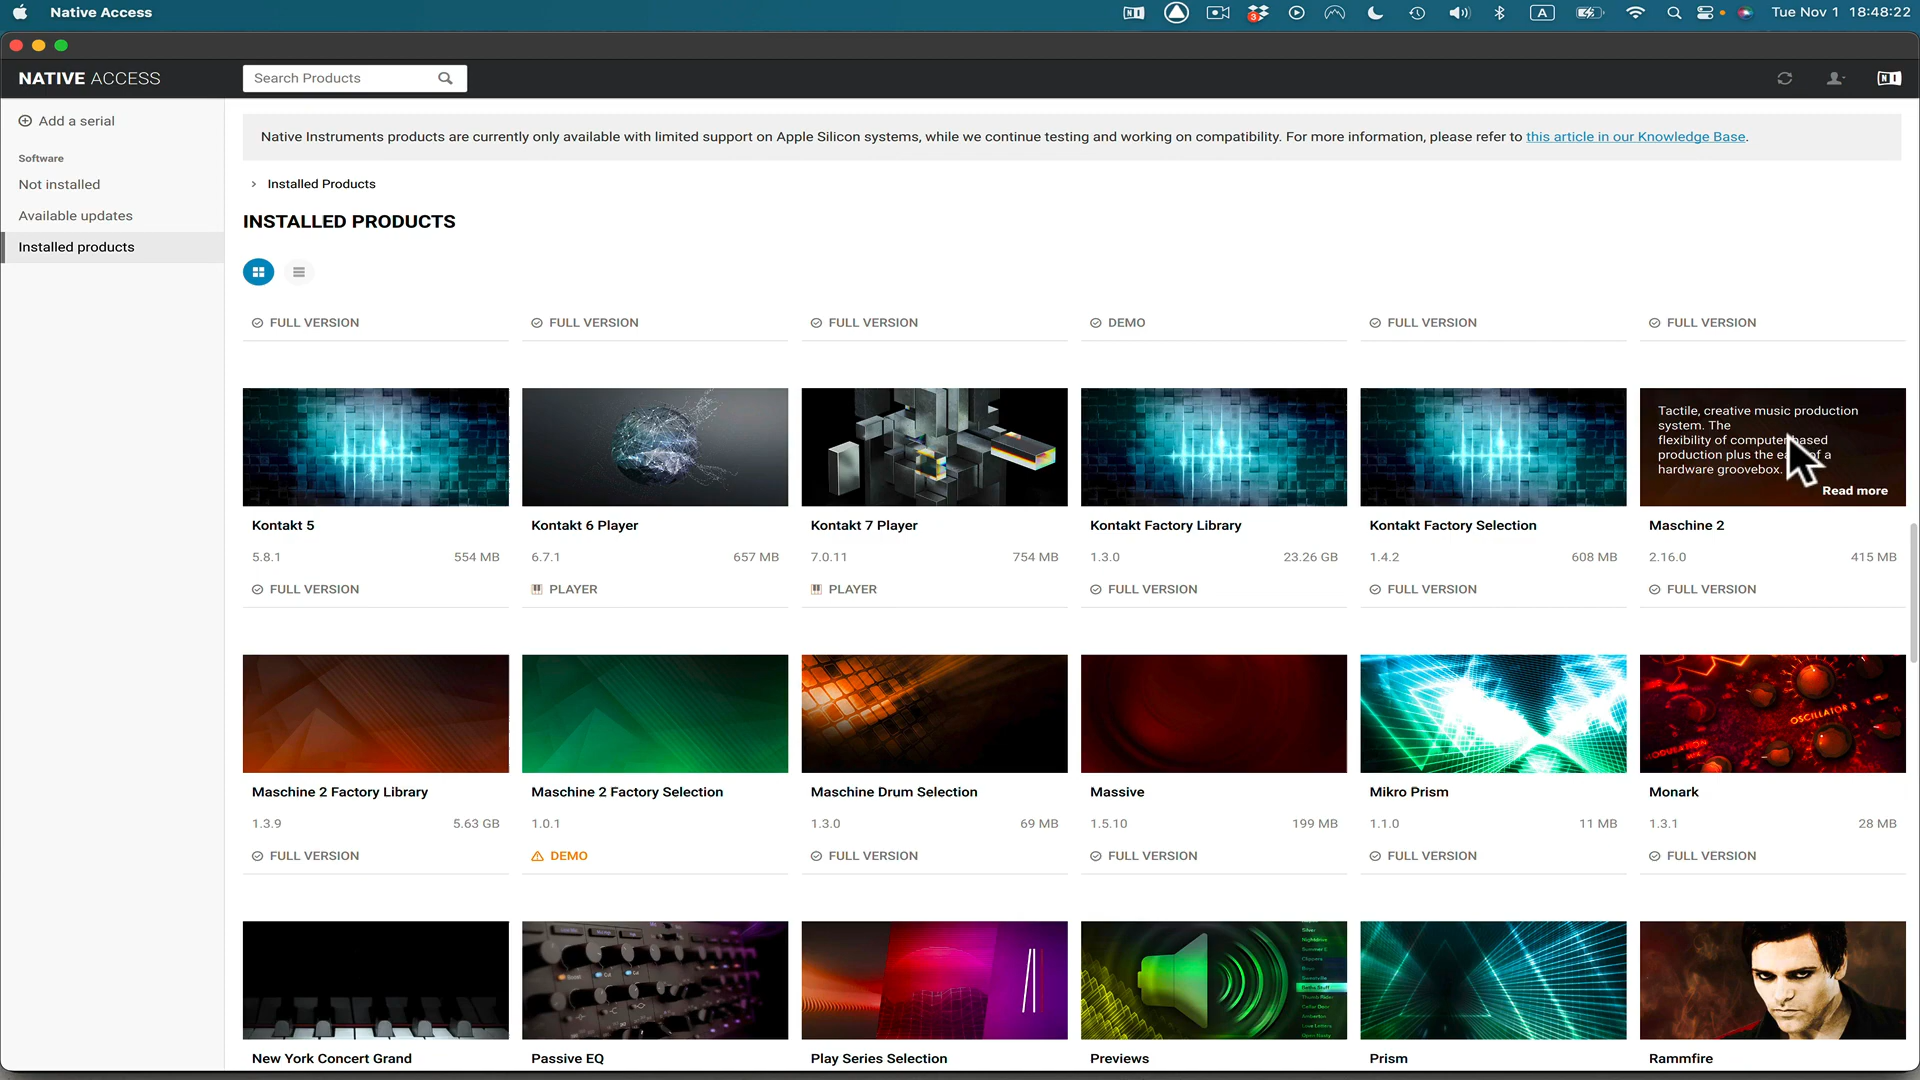 Native Access
3
A
Tue Nov 1 18:48:22
NATIVE ACCESS
Search Products
Add a serial
Software
Not installed
Available updates
Installed products
Native Instruments products are currently only available with limited support on Apple Silicon systems, while we continue testing and working on compatibility. For more information, please refer to this article in our Knowledge Base.
Installed Products
INSTALLED PRODUCTS
FULL VERSION FULL VERSION FULL VERSION DEMO FULL VERSION FULL VERSION
Tactile, creative music production
system. The
flexibility of computer based
production plus the of a
hardware groovebox.
Read more
Kontakt 5 Kontakt 6 Player Kontakt 7 Player Kontakt Factory Library Kontakt Factory Selection Maschine 2
5.8.1 554 MB 6.7.1 657 MB 7.0.11 754 MB 1.3.0 23.26 GB 1.4.2 608 MB 2.16.0 415 MB
FULL VERSION PLAYER PLAYER FULL VERSION FULL VERSION FULL VERSION
OSCILLATOR 3
Maschine 2 Factory Library Maschine 2 Factory Selection Maschine Drum Selection Massive Mikro Prism Monark
1.3.9 5.63 GB 1.0.1 1.3.0 69 MB 1.5.10 199 MB 1.1.0 11 MB 1.3.1 28 MB
FULL VERSION DEMO FULL VERSION FULL VERSION FULL VERSION FULL VERSION
New York Concert Grand Passive EQ Play Series Selection Previews Prism Rammfire